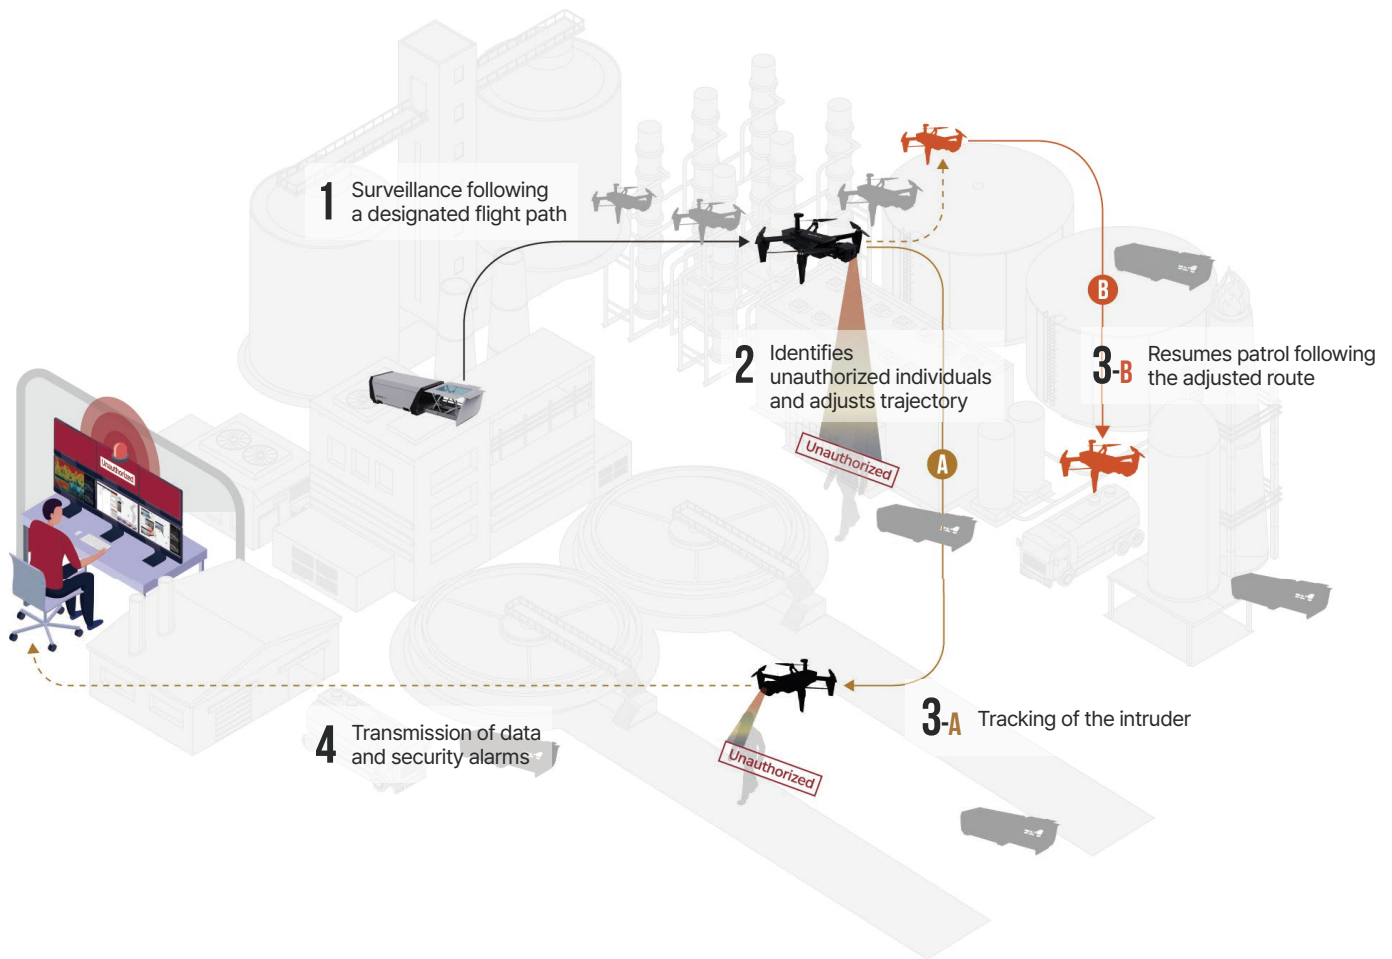 1
Surveillance following
a designated flight path
B
2
Identifies
unauthorized individuals
and adjusts trajectory
3-B
Resumes patrol following
the adjusted route
Unauthorized
A
Unauthorized
3-A
Tracking of the intruder
4
Transmission of data
and security alarms
Unauthorized